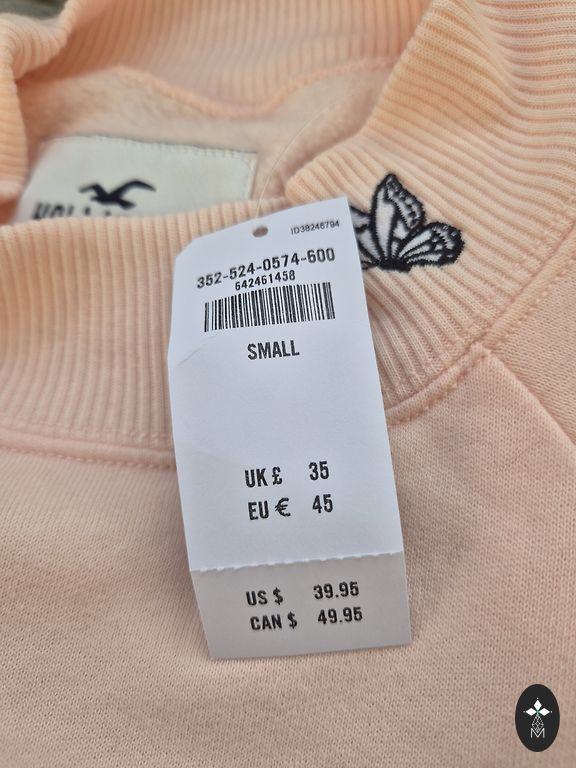 ID38246794
352-524-0574-600
642461458
SMALL
UK £ 35
EU € 45
US $ 39.95
CAN $ 49.95